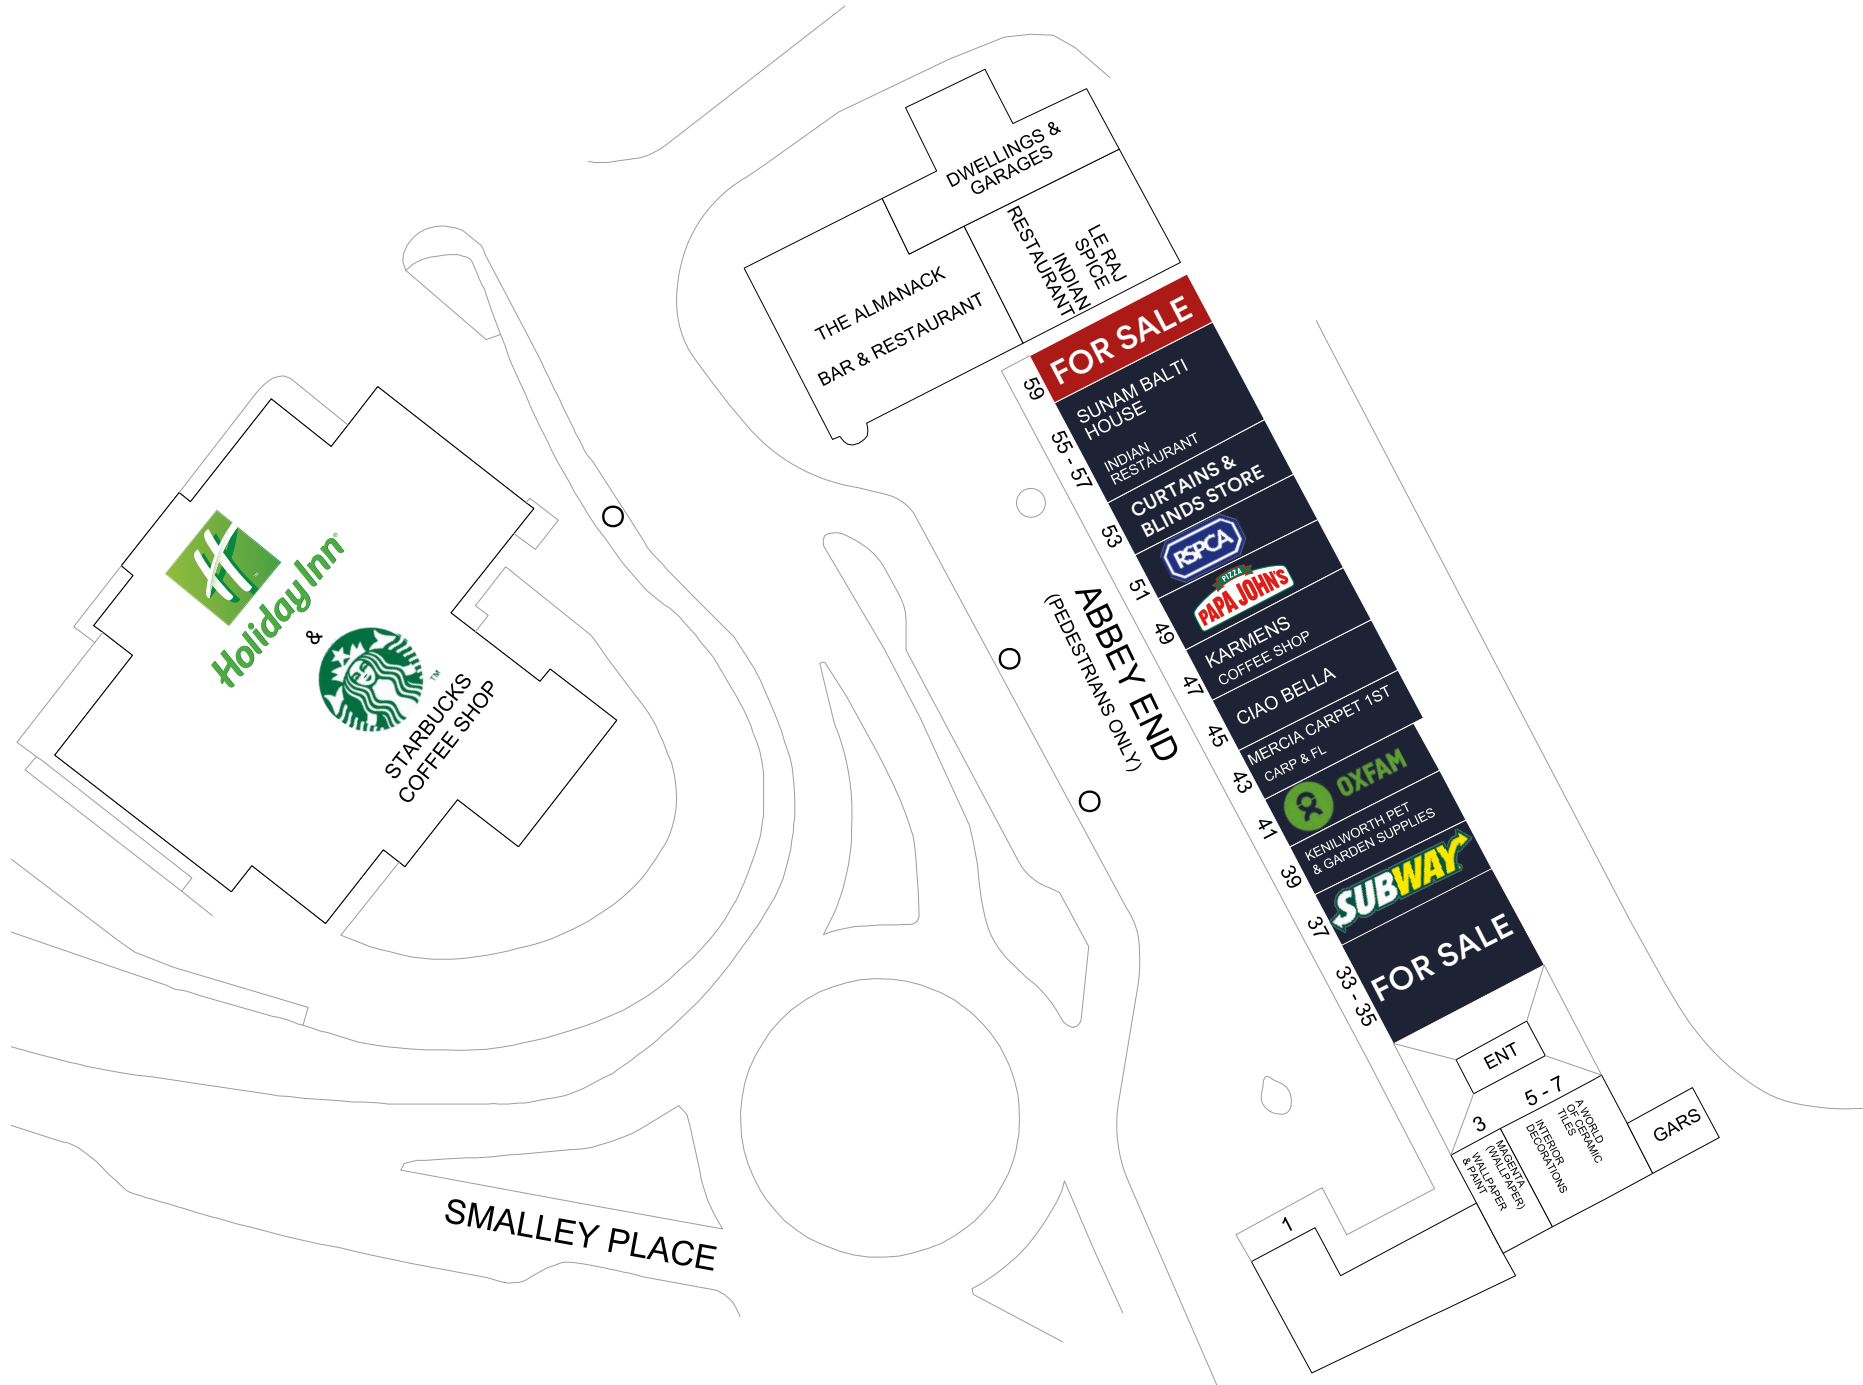 DWELLINGS &
GARAGES
LE RAJ
SPICE
INDIAN
RESTAURANT
THE ALMANACK
BAR & RESTAURANT
FOR SALE
59
SUNAM BALTI
HOUSE
INDIAN
RESTAURANT
55 - 57
CURTAINS &
BLINDS STORE
53
RSPCA
51
PIZZA
PAPA JOHN'S
49
KARMENS
COFFEE SHOP
47
CIAO BELLA
45
MERCIA CARPET 1ST
CARP & FL
43
OXFAM
41
KENILWORTH PET
& GARDEN SUPPLIES
39
SUBWAY
37
FOR SALE
33 - 35
ABBEY END
(PEDESTRIANS ONLY)
H
Holiday Inn
&
STARBUCKS
COFFEE SHOP
TM
ENT
5 - 7
A WORLD
OF CERAMIC
TILES
INTERIOR
DECORATIONS
3
MAGENTA
(WALLPAPER)
WALLPAPER
& PAINT
GARS
1
SMALLEY PLACE